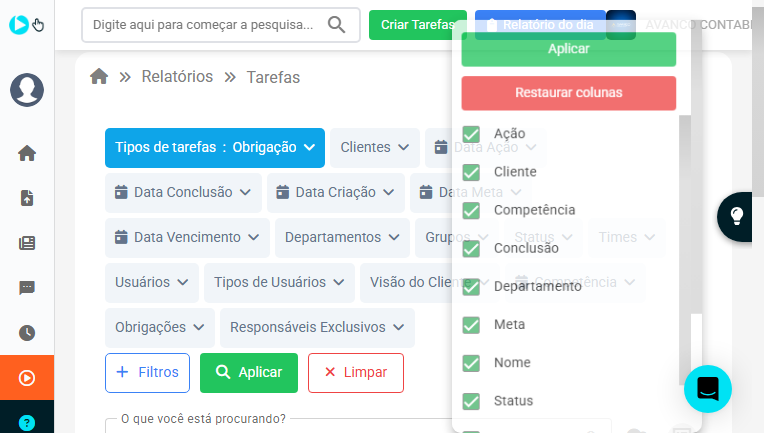 Digite aqui para começar a pesquisa...
Criar Tarefas
Relatório do dia
AVANCO CONTABI
Relatórios
Tarefas
Aplicar
Restaurar colunas
Ação
Cliente
Competência
Conclusão
Departamento
Meta
Nome
Status
Tipos de tarefas : Obrigação
Clientes
Data Ação
Data Conclusão
Data Criação
Data Meta
Data Vencimento
Departamentos
Grupos
Status
Times
Usuários
Tipos de Usuários
Visão do Cliente
Competência
Obrigações
Responsáveis Exclusivos
Filtros
Aplicar
Limpar
O que você está procurando?